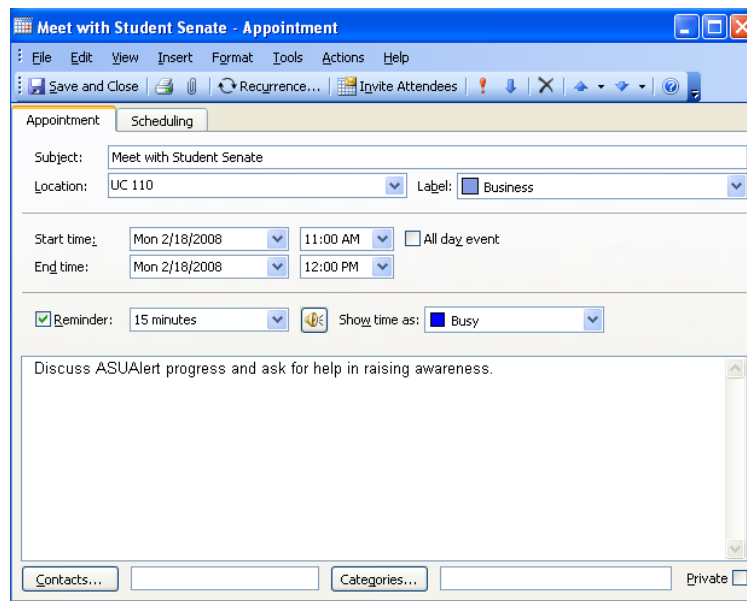 Meet with Student Senate - Appointment
File Edit View Insert Format Tools Actions Help
Save and Close Recurrence... Invite Attendees
Appointment Scheduling
Subject: Meet with Student Senate
Location: UC 110 Label: Business
Start time: Mon 2/18/2008 11:00 AM All day event
End time: Mon 2/18/2008 12:00 PM
Reminder: 15 minutes Show time as: Busy
Discuss ASUAlert progress and ask for help in raising awareness.
Contacts... Categories... Private